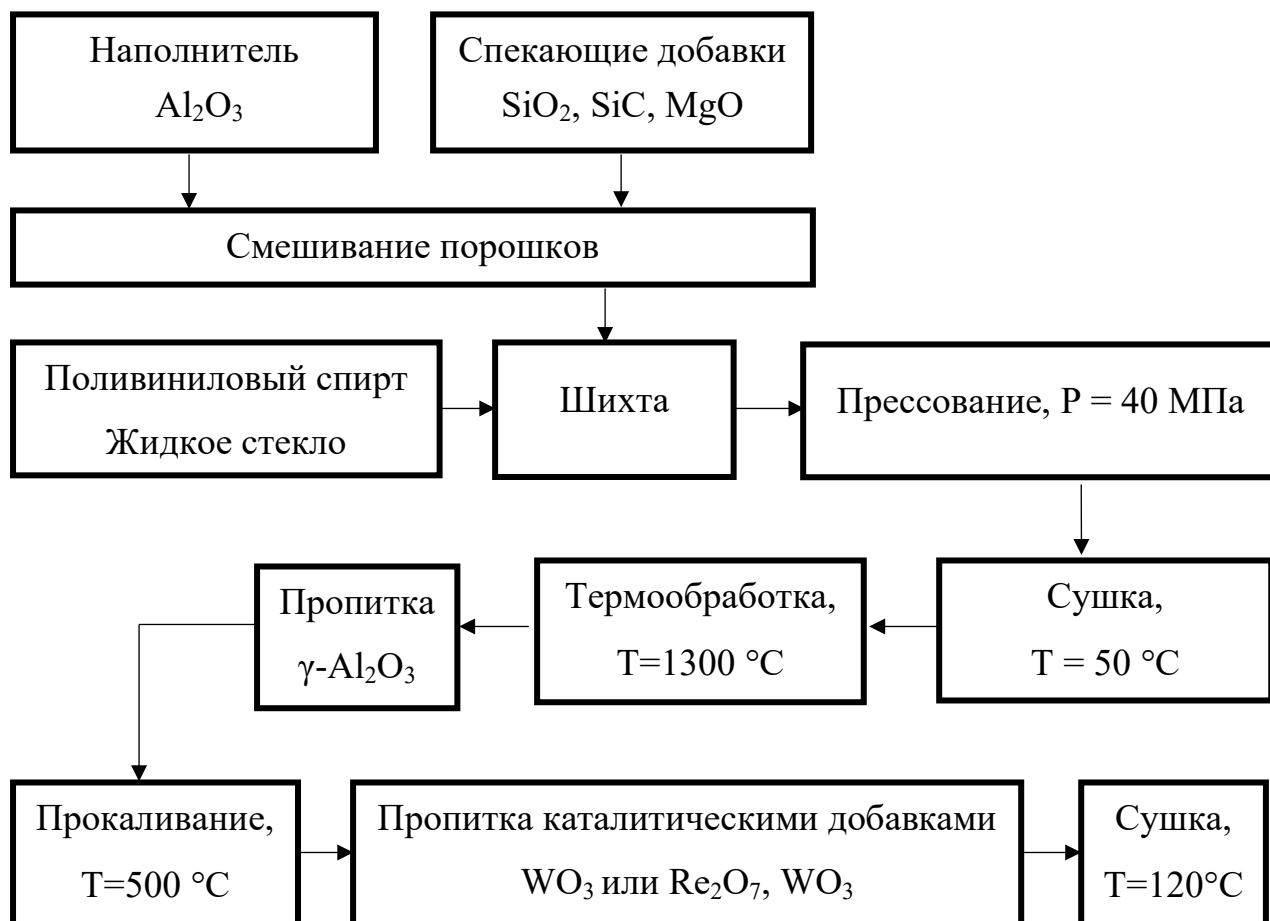 Наполнитель
Al₂O₃
Спекающие добавки
SiO₂, SiC, MgO
Смешивание порошков
Поливиниловый спирт
Жидкое стекло
Шихта
Прессование, P = 40 МПа
Сушка,
T = 50 °C
Термообработка,
T=1300 °C
Пропитка
γ-Al₂O₃
Прокаливание,
T=500 °C
Пропитка каталитическими добавками
WO₃ или Re₂O₇, WO₃
Сушка,
T=120°C